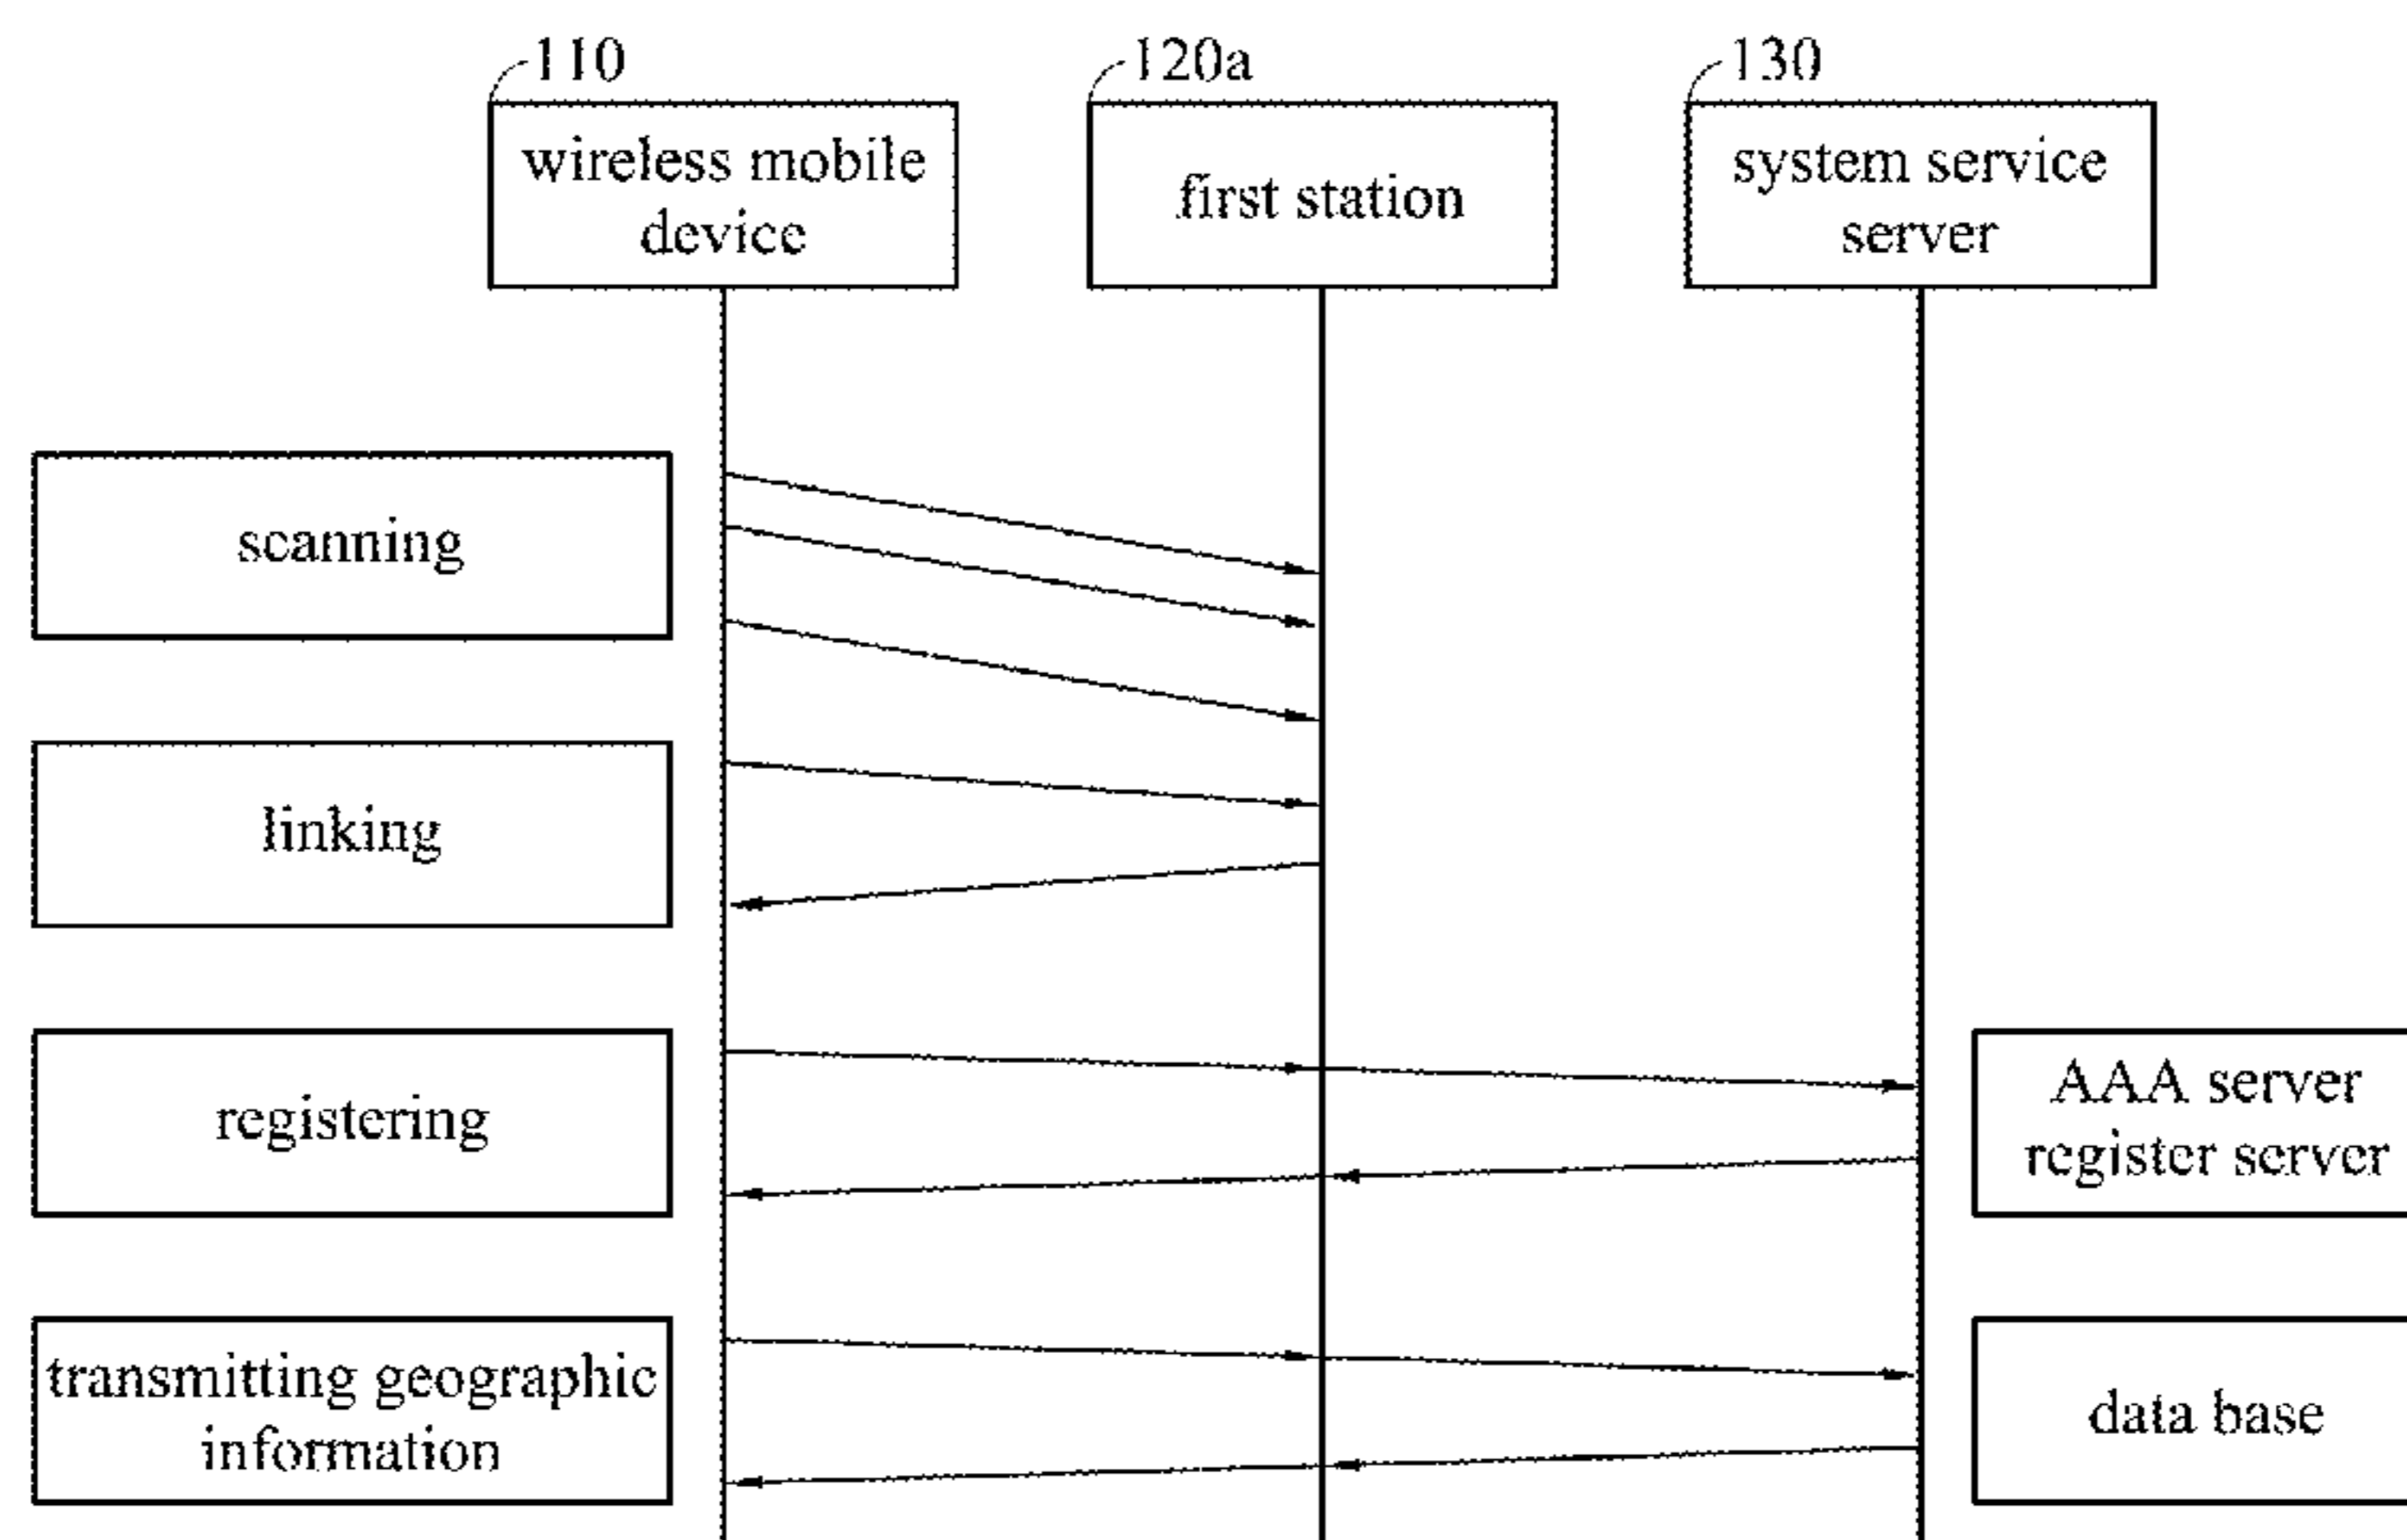 110
120a
130
wireless mobile
device
first station
system service
server
scanning
linking
registering
AAA server
register server
transmitting geographic
information
data base